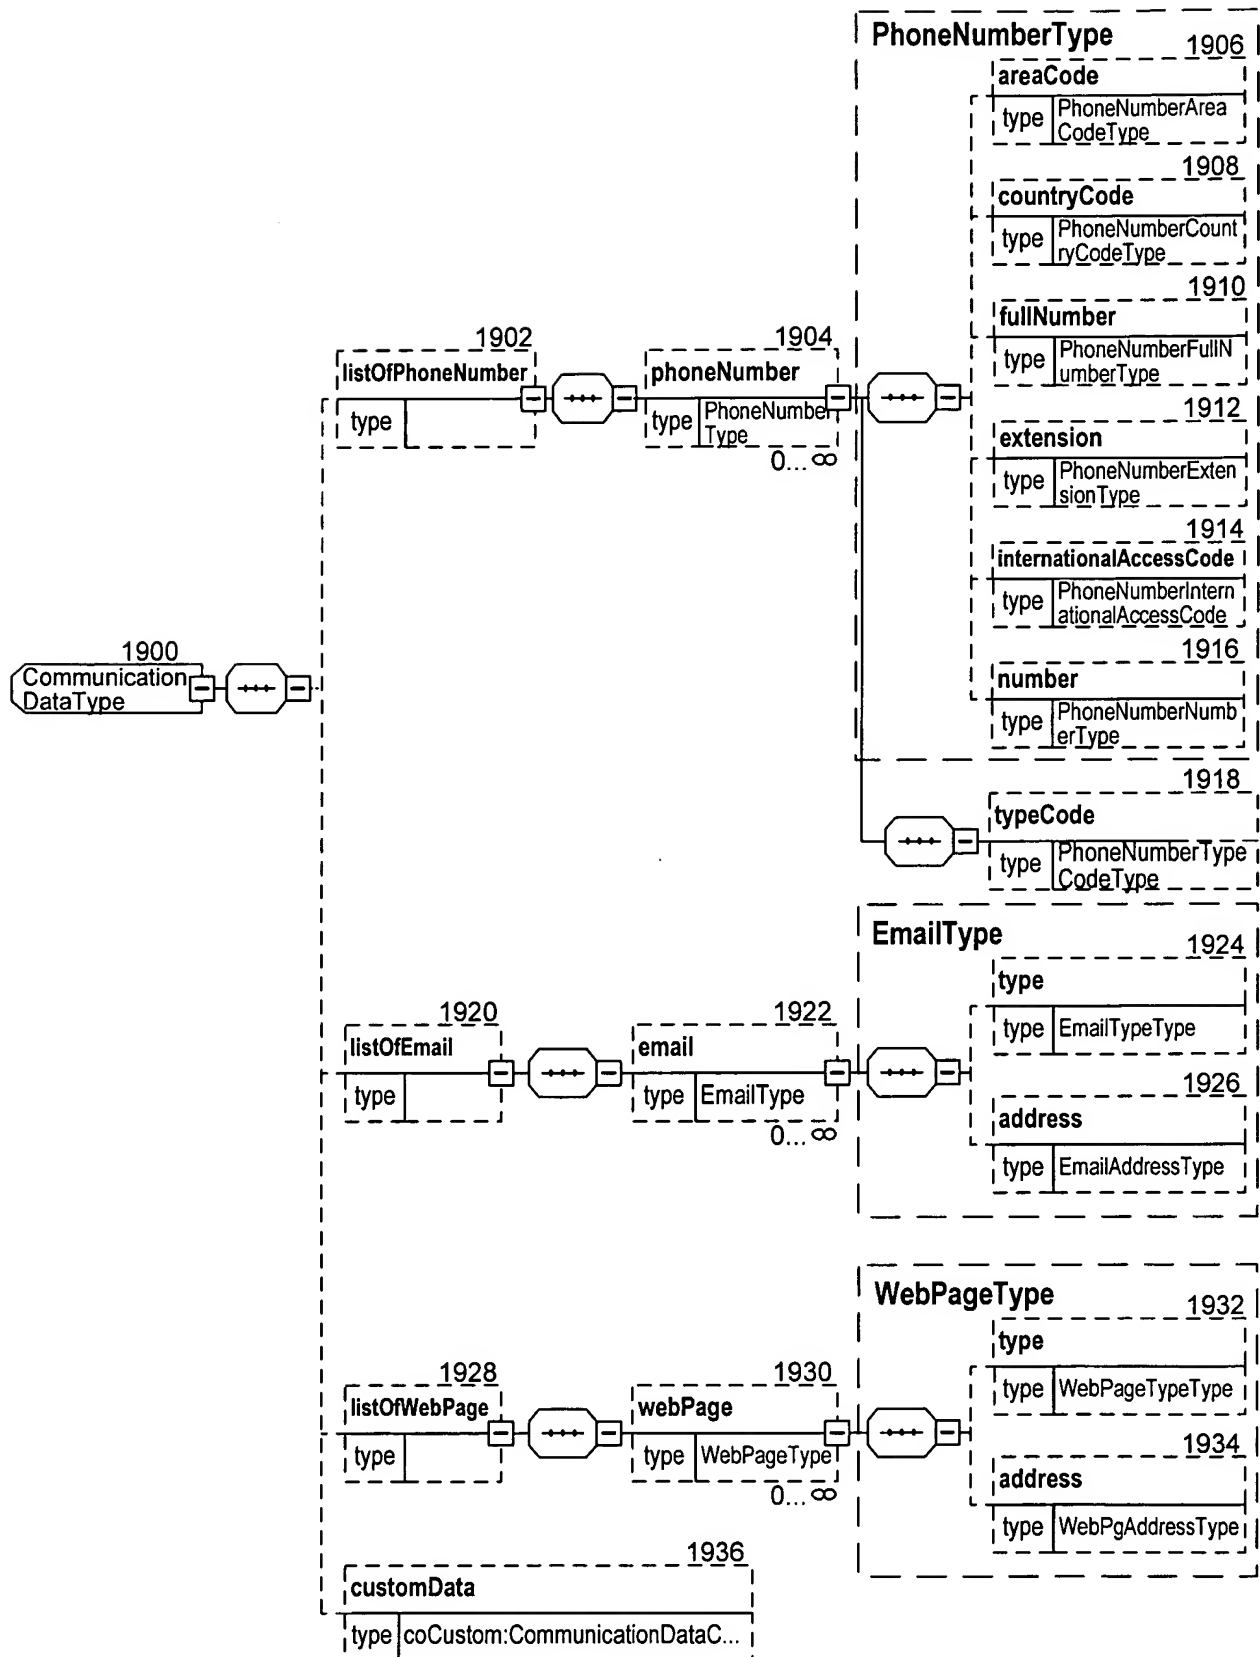 PhoneNumberType
1906
areaCode
type PhoneNumberArea
CodeType
1908
countryCode
type PhoneNumberCount
ryCodeType
1910
fullNumber
type PhoneNumberFullN
umberType
1912
extension
type PhoneNumberExten
sionType
1914
internationalAccessCode
type PhoneNumberIntern
ationalAccessCode
1916
number
type PhoneNumberNumb
erType
1902
listOfPhoneNumber
type
1904
phoneNumber
type PhoneNumber
Type
0... ∞
1918
typeCode
type PhoneNumberType
CodeType
1900
Communication
DataType
EmailType
1924
type
type EmailTypeType
1926
address
type EmailAddressType
1920
listOfEmail
type
1922
email
type EmailType
0... ∞
WebPageType
1932
type
type WebPageTypeType
1934
address
type WebPgAddressType
1928
listOfWebPage
type
1930
webPage
type WebPageType
0... ∞
1936
customData
type coCustom:CommunicationDataC...